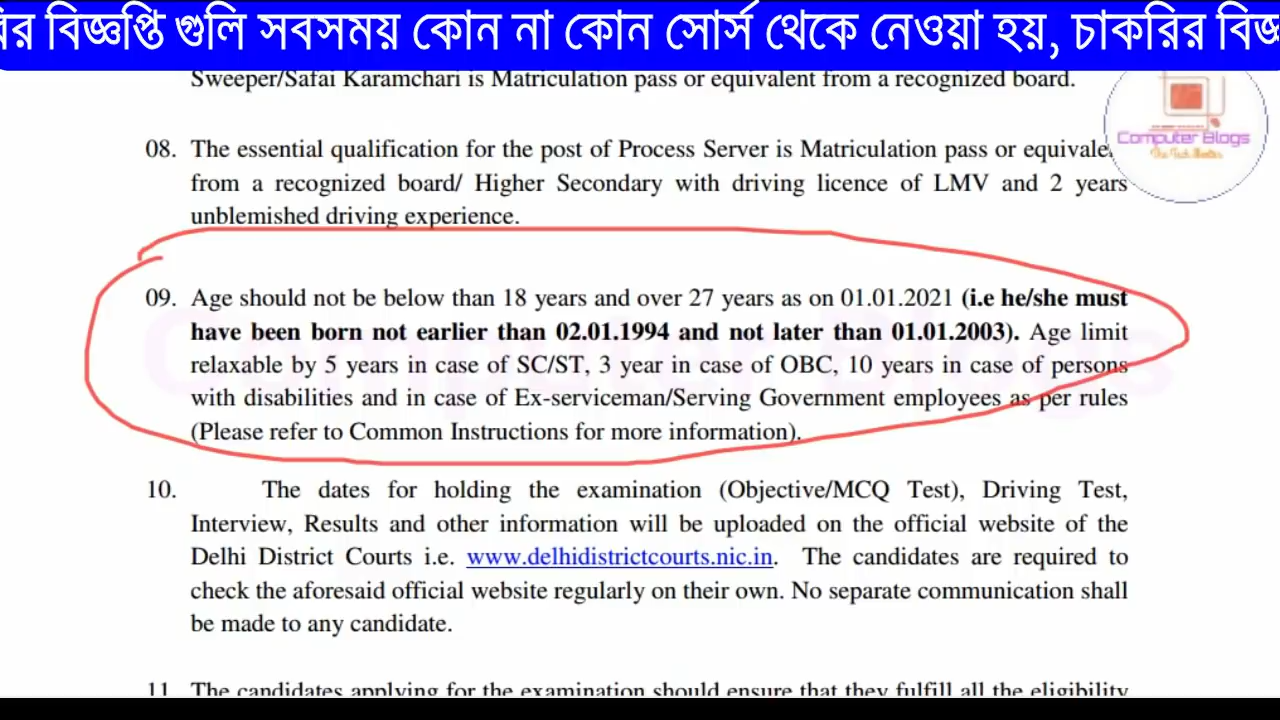 বিজ্ঞপ্তি গুলি সবসময় কোন না কোন সোর্স থেকে নেওয়া হয়, চাকরির
Sweeper/Safai Karamchari is Matriculation pass or equivalent from a recognized board.
Computer Blogs
08. The essential qualification for the post of Process Server is Matriculation pass or
from a recognized board/ Higher Secondary with driving licence of LMV and 2 years
unblemished driving experience.
09. Age should not be below than 18 years and over 27 years as on 01.01.2021 (i.e he/she must
have been born not earlier than 02.01.1994 and not later than 01.01.2003). Age limit
relaxable by 5 years in case of SC/ST, 3 year in case of OBC, 10 years in case of persons
with disabilities and in case of Ex-serviceman/Serving Government employees as per rules
(Please refer to Common Instructions for more information).
10. The dates for holding the examination (Objective/MCQ Test), Driving Test,
Interview, Results and other information will be uploaded on the official website of the
Delhi District Courts i.e. www.delhidistrictcourts.nic.in. The candidates are required to
check the aforesaid official website regularly on their own. No separate communication shall
be made to any candidate.
11 The candidates applying for the examination should ensure that they fulfill all the eligibility